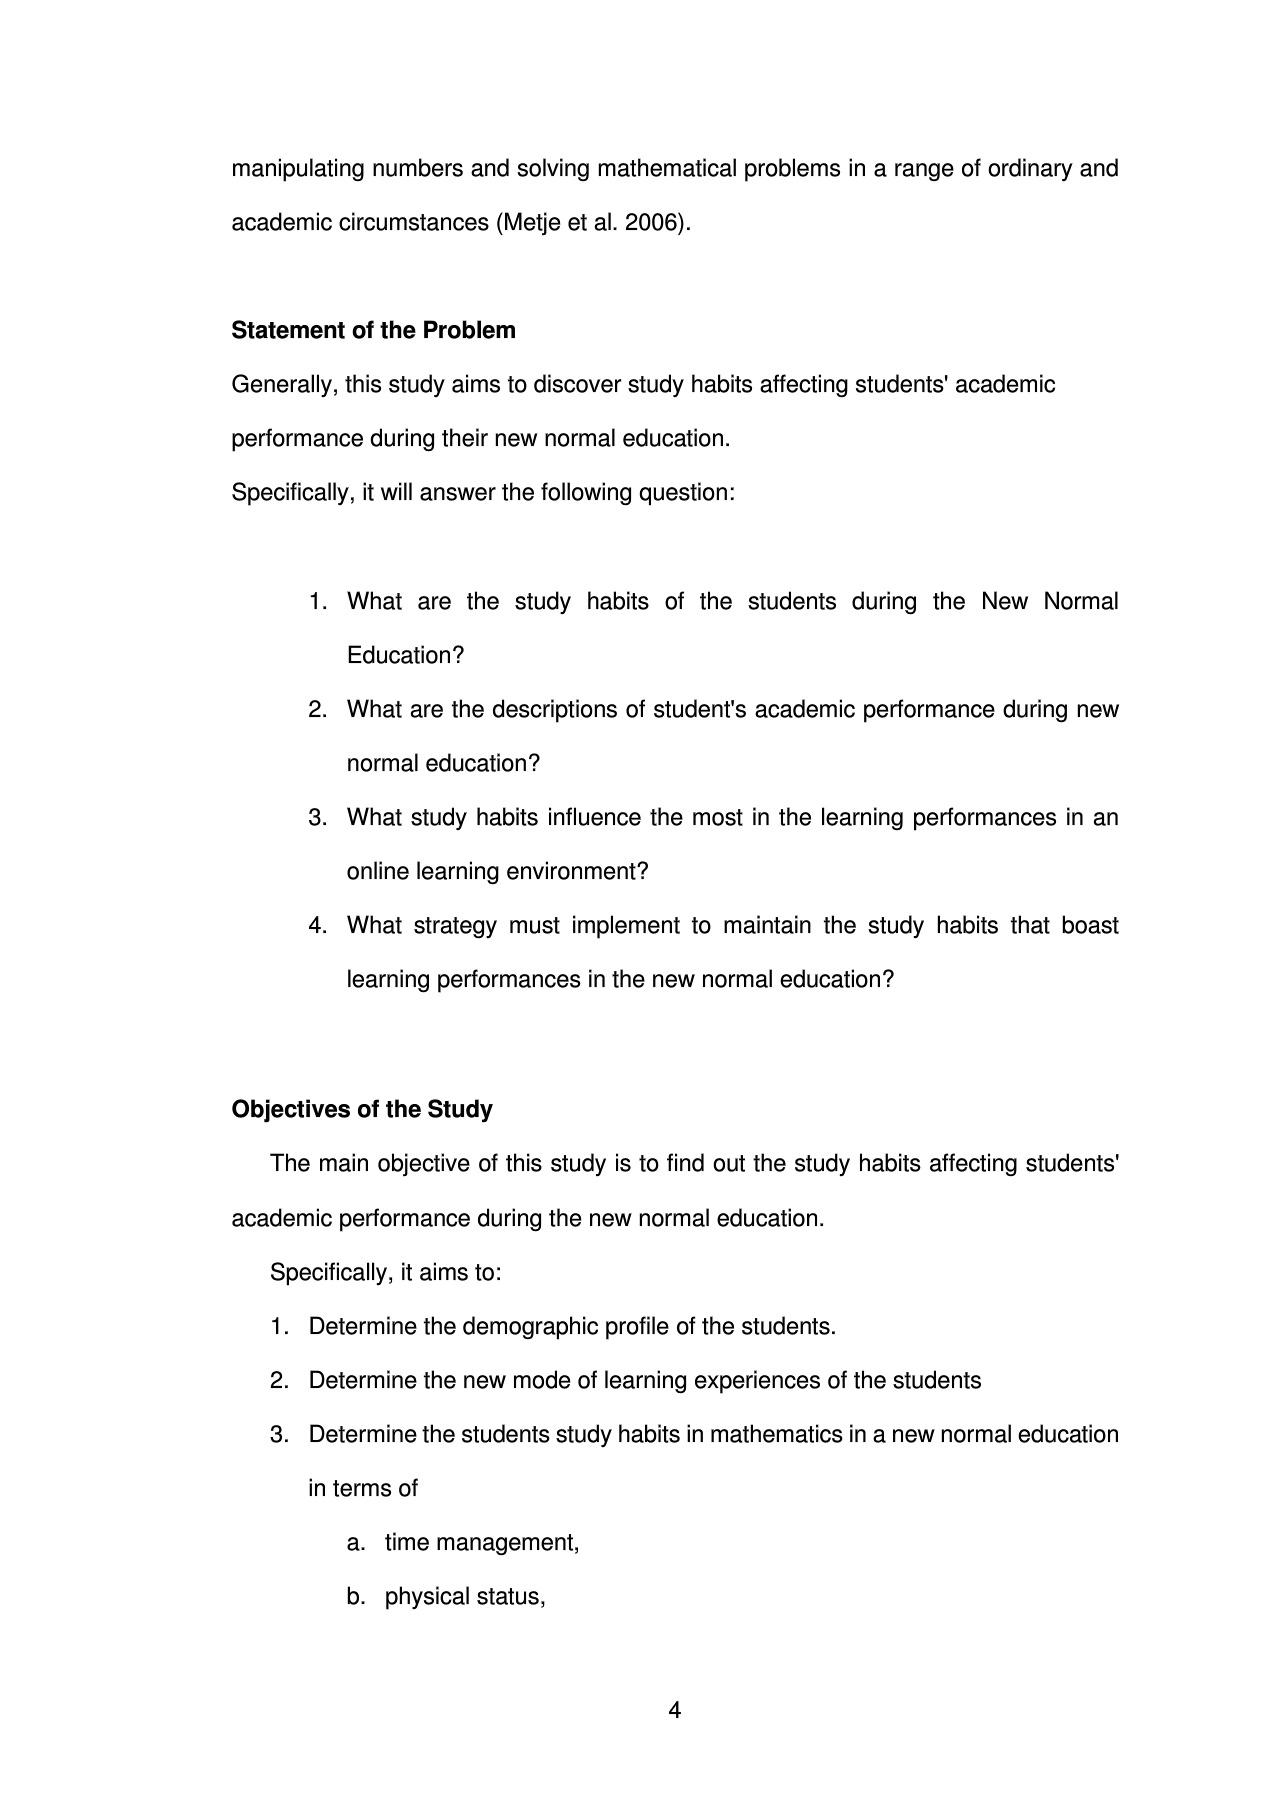 manipulating numbers and solving mathematical problems in a range of ordinary and
academic circumstances (Metje et al. 2006).
Statement of the Problem
Generally, this study aims to discover study habits affecting students' academic
performance during their new normal education.
Specifically, it will answer the following question:
1. What are the study habits of the students during the New Normal
Education?
2. What are the descriptions of student's academic performance during new
normal education?
3. What study habits influence the most in the learning performances in an
online learning environment?
4. What strategy must implement to maintain the study habits that boast
learning performances in the new normal education?
Objectives of the Study
The main objective of this study is to find out the study habits affecting students'
academic performance during the new normal education.
Specifically, it aims to:
1. Determine the demographic profile of the students.
2. Determine the new mode of learning experiences of the students
3. Determine the students study habits in mathematics in a new normal education
in terms of
a. time management,
b. physical status,
4